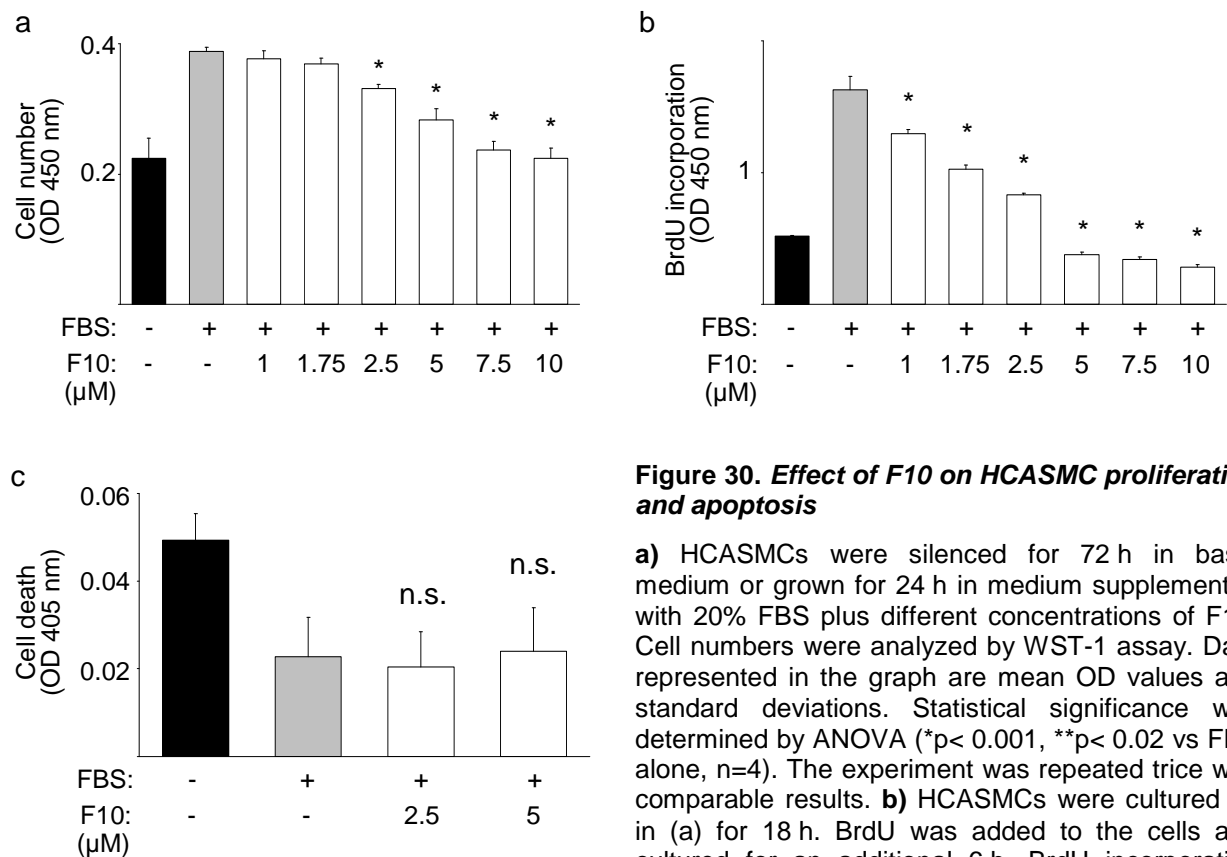 a
0.4
0.2
Cell number
(OD 450 nm)
* * * *
FBS: - + + + + + + +
F10: - - 1 1.75 2.5 5 7.5 10
(µM)
b
1
BrdU incorporation
(OD 450 nm)
* * * * * *
FBS: - + + + + + + +
F10: - - 1 1.75 2.5 5 7.5 10
(µM)
c
0.06
0.04
0.02
Cell death
(OD 405 nm)
n.s. n.s.
FBS: - + + +
F10: - - 2.5 5
(µM)
Figure 30. Effect of F10 on HCASMC proliferati
and apoptosis
a) HCASMCs were silenced for 72 h in bas
medium or grown for 24 h in medium supplement
with 20% FBS plus different concentrations of F1
Cell numbers were analyzed by WST-1 assay. Da
represented in the graph are mean OD values a
standard deviations. Statistical significance w
determined by ANOVA (*p< 0.001, **p< 0.02 vs F
alone, n=4). The experiment was repeated trice w
comparable results. b) HCASMCs were cultured
in (a) for 18 h. BrdU was added to the cells a
cultured for an additional 6 h. BrdU incorporati